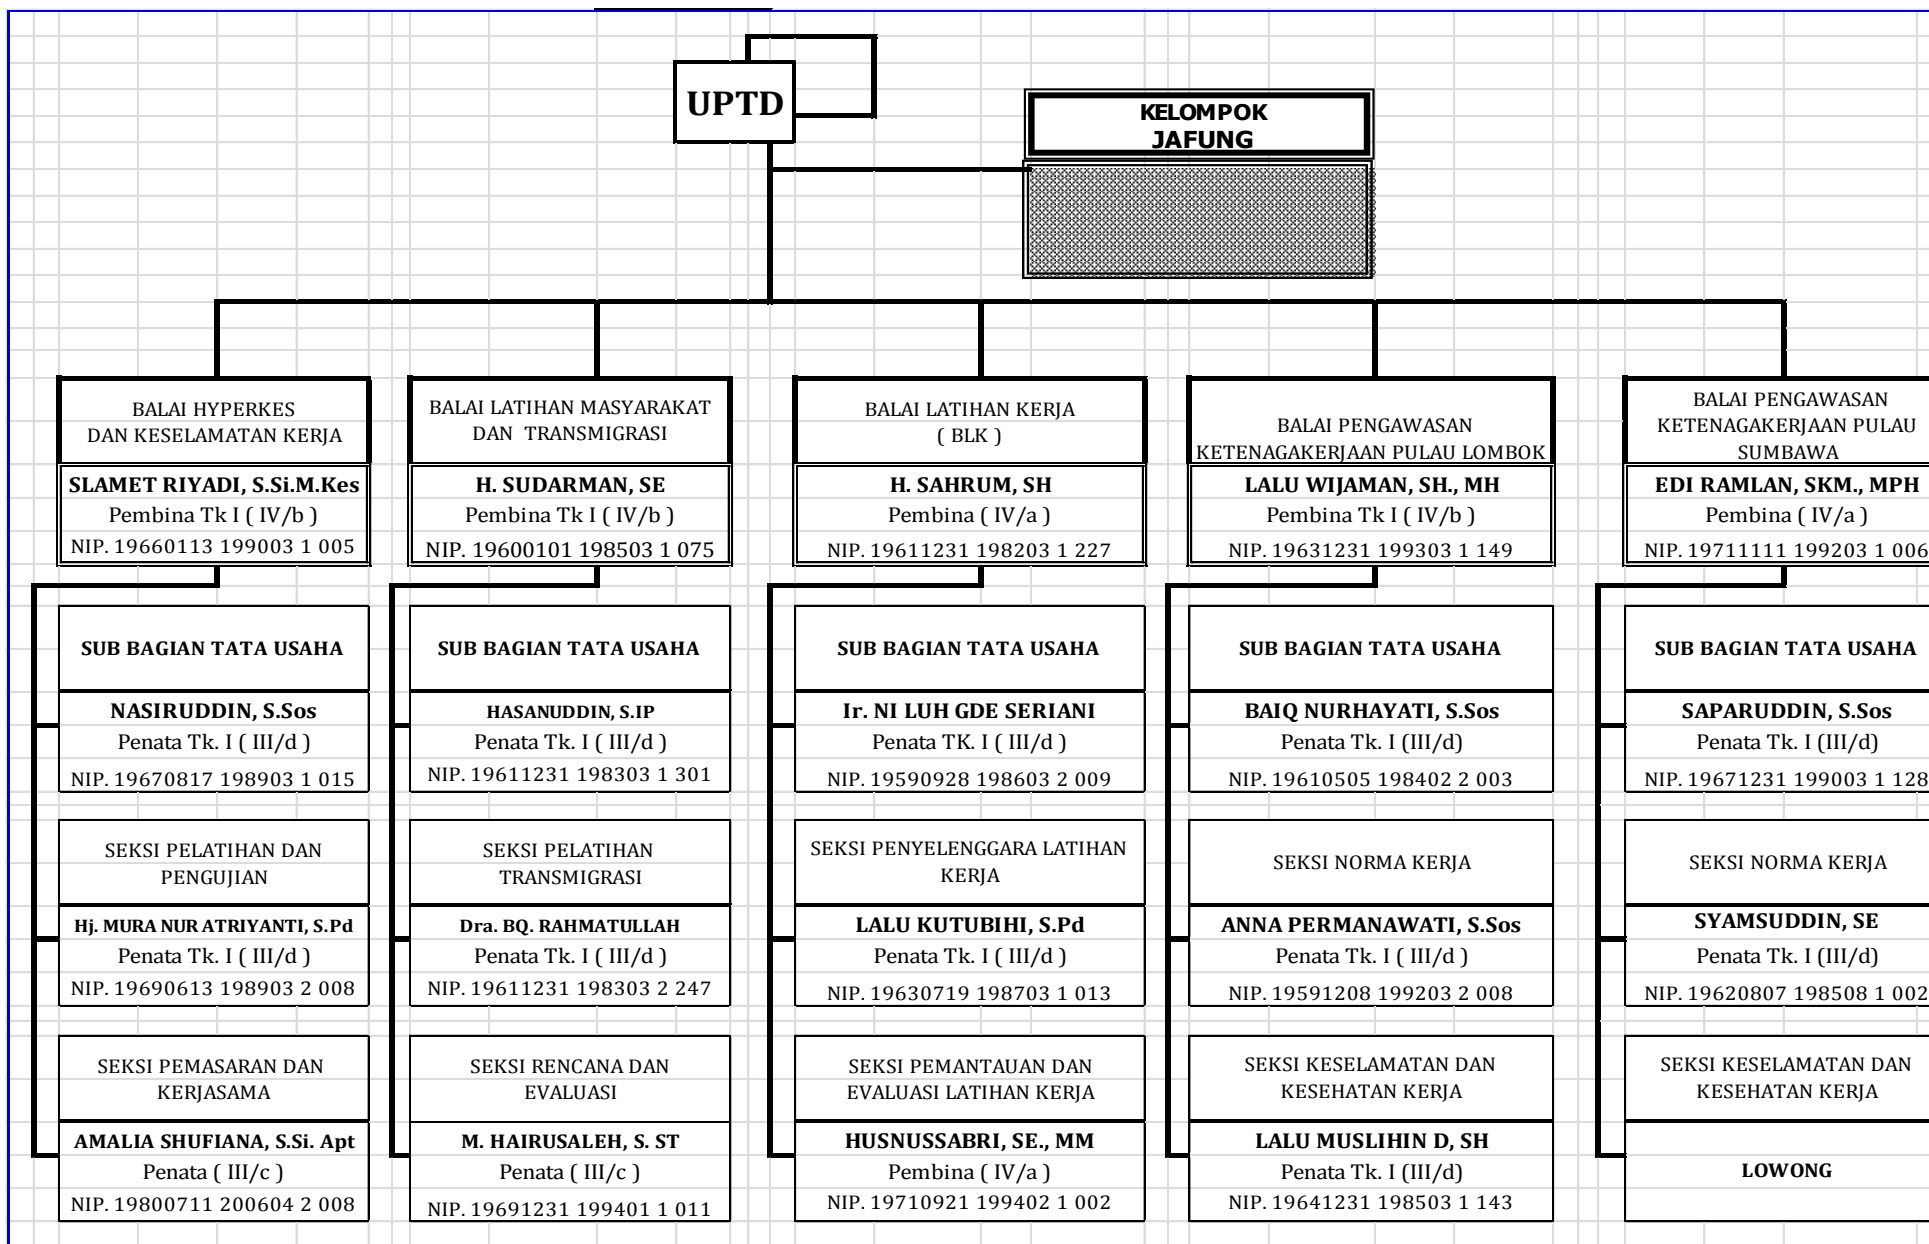 UPTD
KELOMPOK
JAFUNG
BALAI HYPERKES
DAN KESELAMATAN KERJA
SLAMET RIYADI, S.Si.M.Kes
Pembina Tk I ( IV/b )
NIP. 19660113 199003 1 005
SUB BAGIAN TATA USAHA
NASIRUDDIN, S.Sos
Penata Tk. I ( III/d )
NIP. 19670817 198903 1 015
SEKSI PELATIHAN DAN
PENGUJIAN
Hj. MURA NUR ATRIYANTI, S.Pd
Penata Tk. I ( III/d )
NIP. 19690613 198903 2 008
SEKSI PEMASARAN DAN
KERJASAMA
AMALIA SHUFIANA, S.Si. Apt
Penata ( III/c )
NIP. 19800711 200604 2 008
BALAI LATIHAN MASYARAKAT
DAN TRANSMIGRASI
H. SUDARMAN, SE
Pembina Tk I ( IV/b )
NIP. 19600101 198503 1 075
SUB BAGIAN TATA USAHA
HASANUDDIN, S.IP
Penata Tk. I ( III/d )
NIP. 19611231 198303 1 301
SEKSI PELATIHAN
TRANSMIGRASI
Dra. BQ. RAHMATULLAH
Penata Tk. I ( III/d )
NIP. 19611231 198303 2 247
SEKSI RENCANA DAN
EVALUASI
M. HAIRUSALEH, S. ST
Penata ( III/c )
NIP. 19691231 199401 1 011
BALAI LATIHAN KERJA
( BLK )
H. SAHRUM, SH
Pembina ( IV/a )
NIP. 19611231 198203 1 227
SUB BAGIAN TATA USAHA
Ir. NI LUH GDE SERIANI
Penata TK. I ( III/d )
NIP. 19590928 198603 2 009
SEKSI PENYELENGGARA LATIHAN
KERJA
LALU KUTUBIHI, S.Pd
Penata Tk. I ( III/d )
NIP. 19630719 198703 1 013
SEKSI PEMANTAUAN DAN
EVALUASI LATIHAN KERJA
HUSNUSSABRI, SE., MM
Pembina ( IV/a )
NIP. 19710921 199402 1 002
BALAI PENGAWASAN
KETENAGAKERJAAN PULAU LOMBOK
LALU WIJAMAN, SH., MH
Pembina Tk I ( IV/b )
NIP. 19631231 199303 1 149
SUB BAGIAN TATA USAHA
BAIQ NURHAYATI, S.Sos
Penata Tk. I (III/d)
NIP. 19610505 198402 2 003
SEKSI NORMA KERJA
ANNA PERMANAWATI, S.Sos
Penata Tk. I ( III/d )
NIP. 19591208 199203 2 008
SEKSI KESELAMATAN DAN
KESEHATAN KERJA
LALU MUSLIHIN D, SH
Penata Tk. I (III/d)
NIP. 19641231 198503 1 143
BALAI PENGAWASAN
KETENAGAKERJAAN PULAU
SUMBAWA
EDI RAMLAN, SKM., MPH
Pembina ( IV/a )
NIP. 19711111 199203 1 006
SUB BAGIAN TATA USAHA
SAPARUDDIN, S.Sos
Penata Tk. I (III/d)
NIP. 19671231 199003 1 128
SEKSI NORMA KERJA
SYAMSUDDIN, SE
Penata Tk. I (III/d)
NIP. 19620807 198508 1 002
SEKSI KESELAMATAN DAN
KESEHATAN KERJA
LOWONG